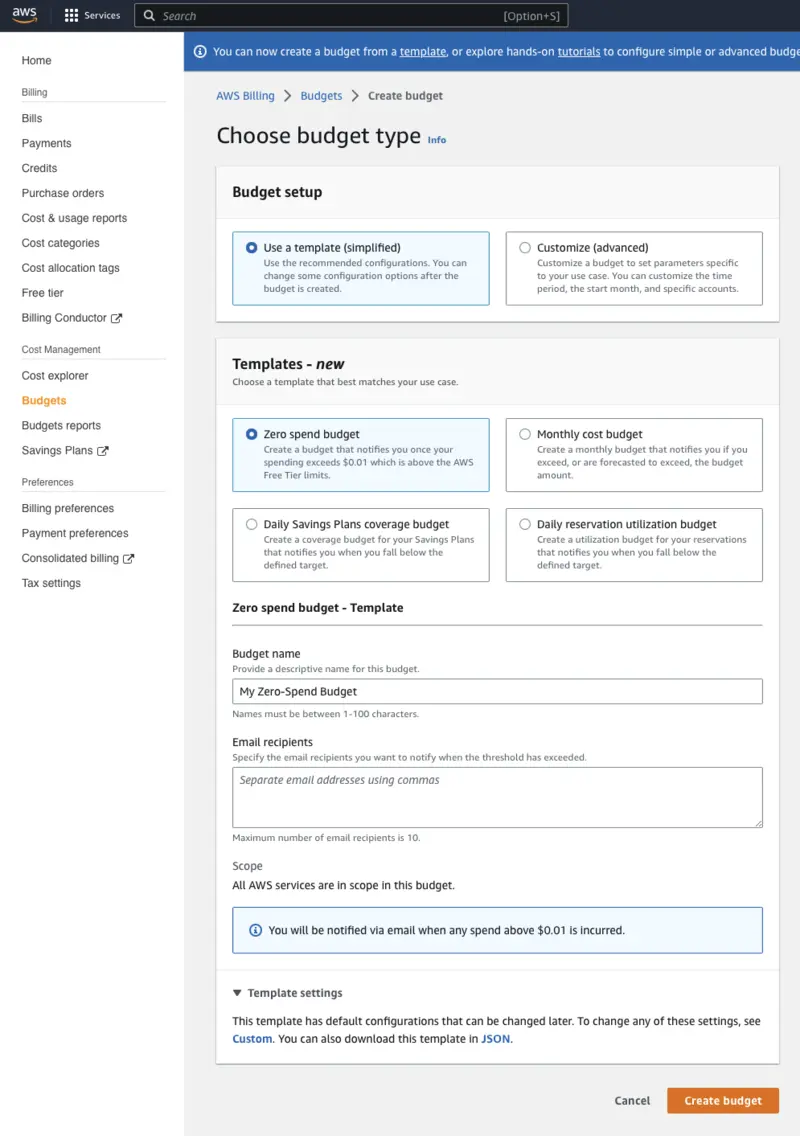 aws
Services
Search
[Option+S]
You can now create a budget from a template, or explore hands-on tutorials to configure simple or advanced budge
Home
Billing
Bills
Payments
Credits
Purchase orders
Cost & usage reports
Cost categories
Cost allocation tags
Free tier
Billing Conductor
Cost Management
Cost explorer
Budgets
Budgets reports
Savings Plans
Preferences
Billing preferences
Payment preferences
Consolidated billing
Tax settings
AWS Billing > Budgets > Create budget
Choose budget type Info
Budget setup
Use a template (simplified)
Use the recommended configurations. You can
change some configuration options after the
budget is created.
Customize (advanced)
Customize a budget to set parameters specific
to your use case. You can customize the time
period, the start month, and specific accounts.
Templates - new
Choose a template that best matches your use case.
Zero spend budget
Create a budget that notifies you once your
spending exceeds $0.01 which is above the AWS
Free Tier limits.
Monthly cost budget
Create a monthly budget that notifies you if you
exceed, or are forecasted to exceed, the budget
amount.
Daily Savings Plans coverage budget
Create a coverage budget for your Savings Plans
that notifies you when you fall below the
defined target.
Daily reservation utilization budget
Create a utilization budget for your reservations
that notifies you when you fall below the
defined target.
Zero spend budget - Template
Budget name
Provide a descriptive name for this budget.
My Zero-Spend Budget
Names must be between 1-100 characters.
Email recipients
Specify the email recipients you want to notify when the threshold has exceeded.
Separate email addresses using commas
Maximum number of email recipients is 10.
Scope
All AWS services are in scope in this budget.
You will be notified via email when any spend above $0.01 is incurred.
Template settings
This template has default configurations that can be changed later. To change any of these settings, see
Custom. You can also download this template in JSON.
Cancel
Create budget